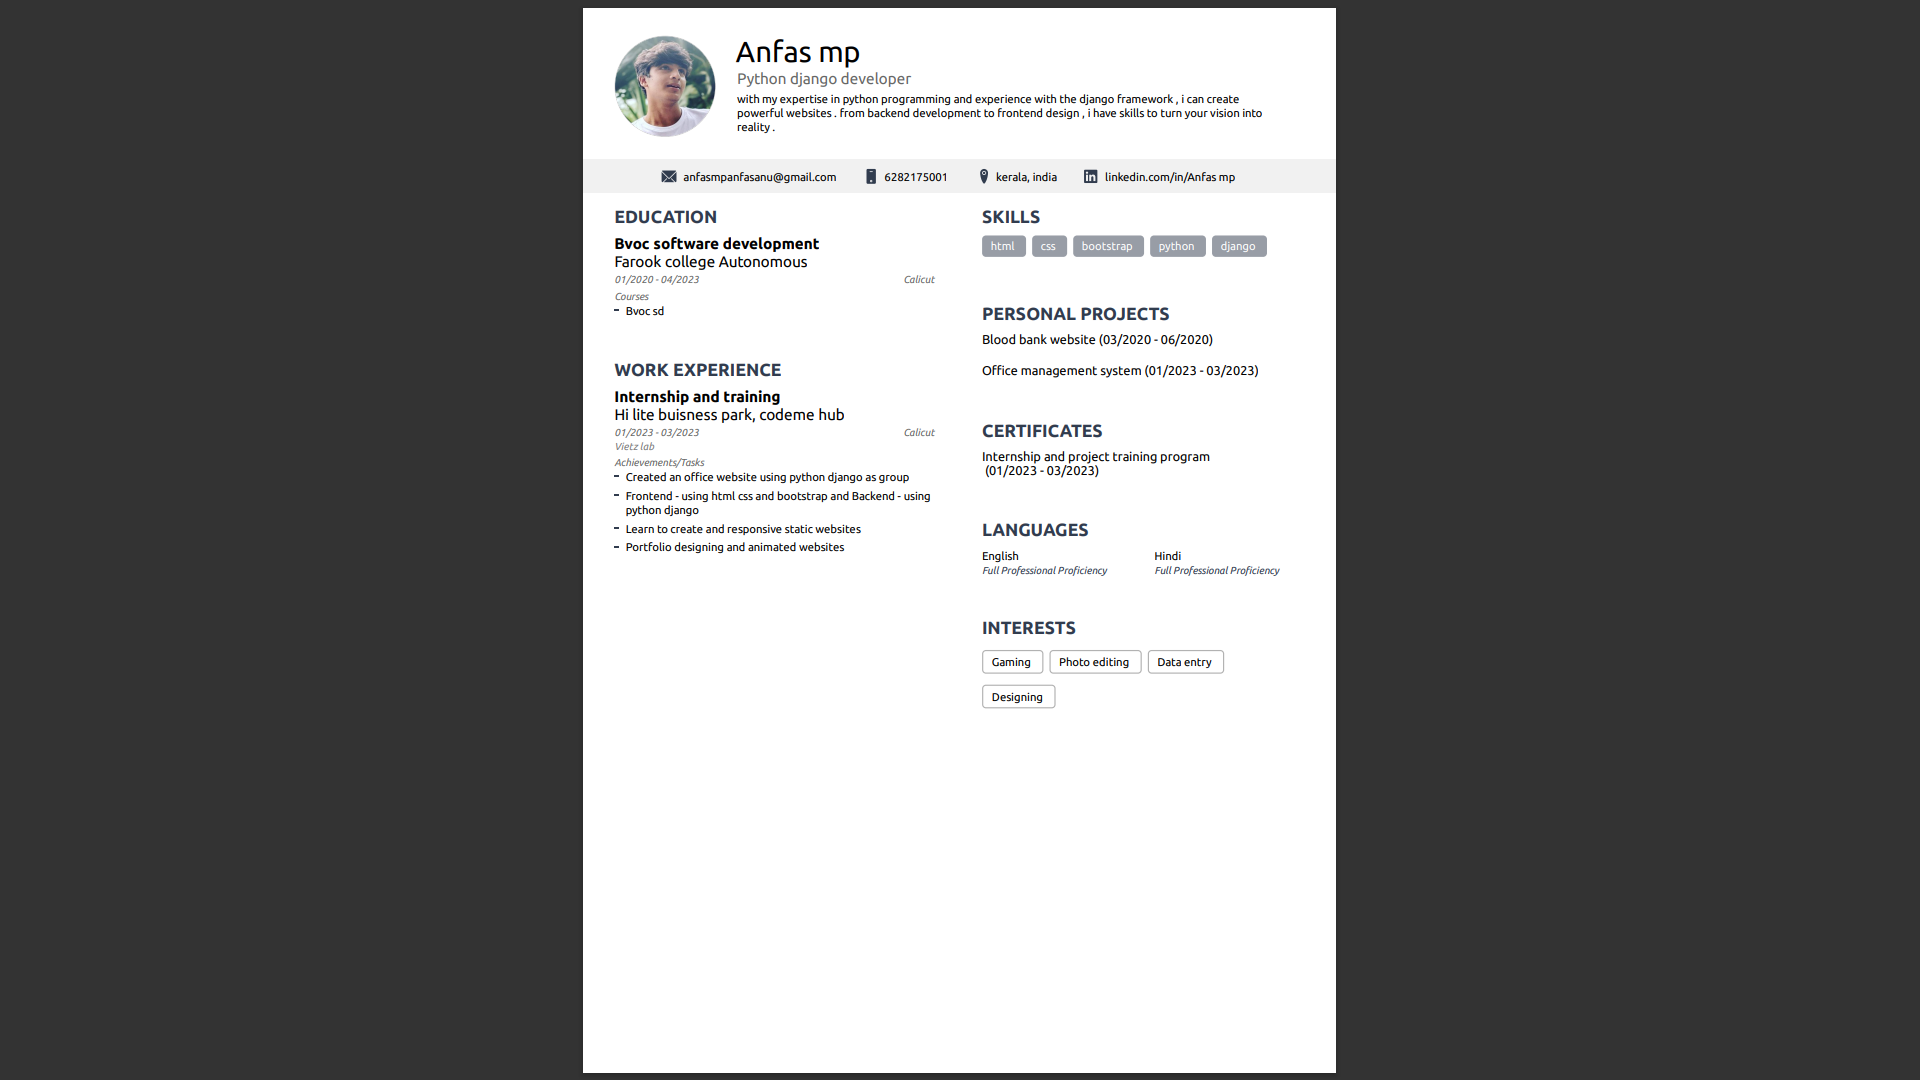 Anfas mp
Python django developer
with my expertise in python programming and experience with the django framework , i can create
powerful websites . from backend development to frontend design , i have skills to turn your vision into
reality .
anfasmpanfasanu@gmail.com 6282175001 kerala, india linkedin.com/in/Anfas mp
EDUCATION
Bvoc software development
Farook college Autonomous
01/2020 - 04/2023 Calicut
Courses
Bvoc sd
WORK EXPERIENCE
Internship and training
Hi lite buisness park, codeme hub
01/2023 - 03/2023 Calicut
Vietz lab
Achievements/Tasks
Created an office website using python django as group
Frontend - using html css and bootstrap and Backend - using
python django
Learn to create and responsive static websites
Portfolio designing and animated websites
SKILLS
html css bootstrap python django
PERSONAL PROJECTS
Blood bank website (03/2020 - 06/2020)
Office management system (01/2023 - 03/2023)
CERTIFICATES
Internship and project training program
(01/2023 - 03/2023)
LANGUAGES
English Hindi
Full Professional Proficiency Full Professional Proficiency
INTERESTS
Gaming Photo editing Data entry
Designing